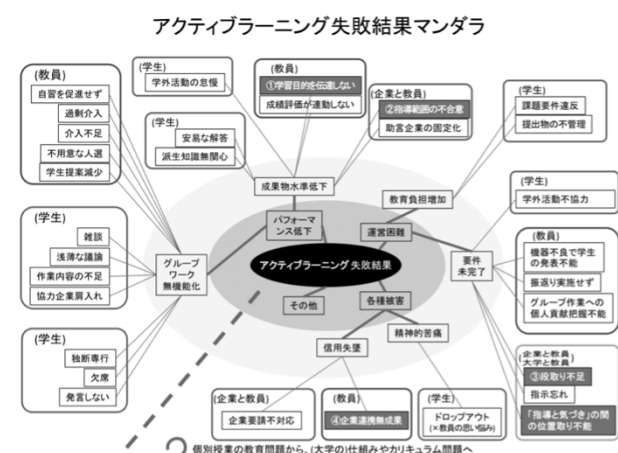 アクティブラーニング失敗結果マンダラ
(教員)
自習を促進せず
過剰介入
介入不足
不用意な人選
学生提案減少
(学生)
学外活動の怠慢
(教員)
①学習目的を伝達しない
成績評価が連動しない
(企業と教員)
②指導範囲の不合意
助言企業の固定化
(学生)
課題要件違反
提出物の不管理
(学生)
安易な解答
派生知識無関心
成果物水準低下
教育負担増加
(学生)
学外活動不協力
(学生)
雑談
浅薄な議論
作業内容の不足
協力企業肩入れ
パフォーマ
ンス低下
運営困難
グループ
ワーク
無機能化
アクティブラーニング失敗結果
要件
未完了
(教員)
機器不良で学生
の発表不能
振返り実施せず
グループ作業への
個人貢献把握不能
その他
各種被害
信用失墜
精神的苦痛
(学生)
独断専行
欠席
発言しない
(企業と教員)
大学と教員)
③段取り不足
指示忘れ
「指導と気づき」の間
の位置取り不能
(企業と教員)
企業要請不対応
(教員)
④企業連携無成果
(学生)
ドロップアウト
(×教員の思い悩み)
個別授業の教育問題から、(大学の)仕組みやカリキュラム問題へ